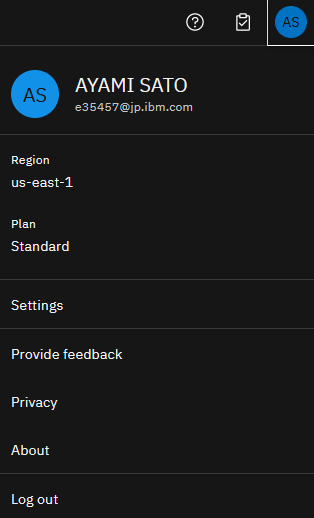 AS
AS
AYAMI SATO
e35457@jp.ibm.com
Region
us-east-1
Plan
Standard
Settings
Provide feedback
Privacy
About
Log out